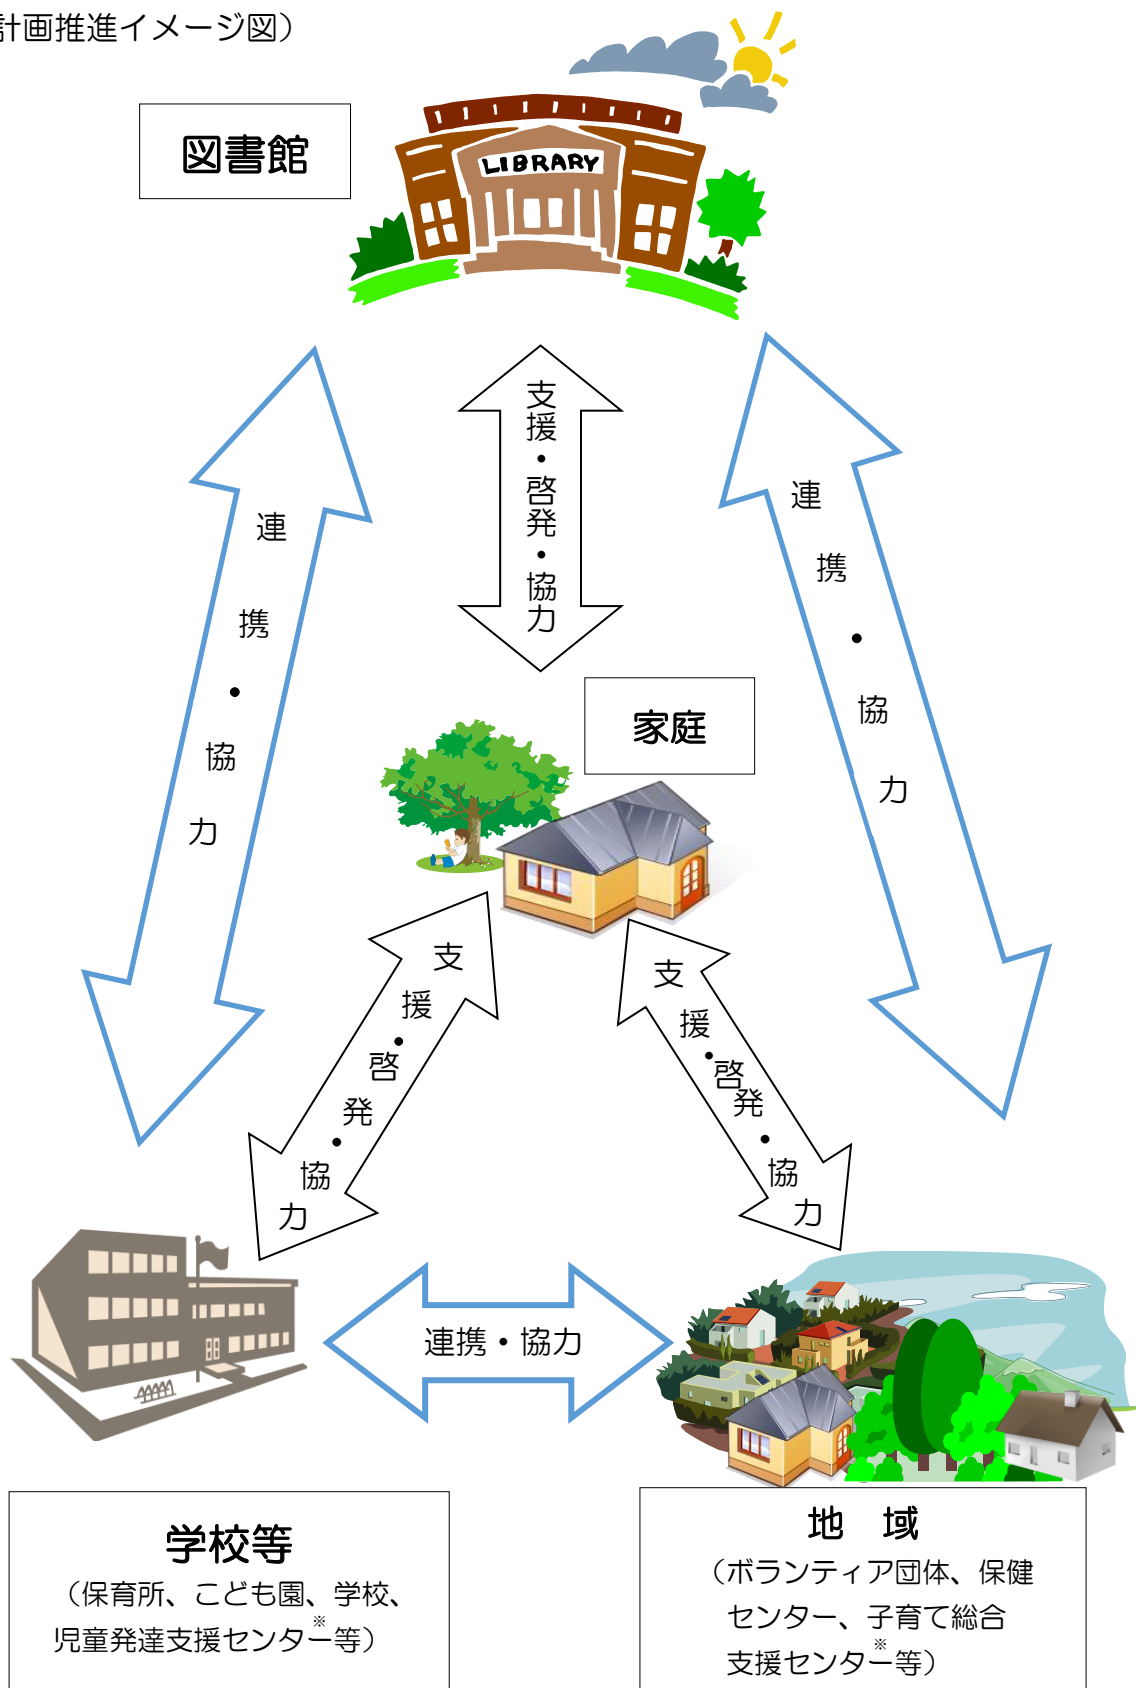 計画推進イメージ図）
図書館
LIBRARY
支援・啓発・協力
連携・協力
連携・協力
家庭
支援・啓発・協力
支援・啓発・協力
連携・協力
学校等
（保育所、こども園、学校、
児童発達支援センター※等）
地　域
（ボランティア団体、保健
センター、子育て総合
支援センター※等）